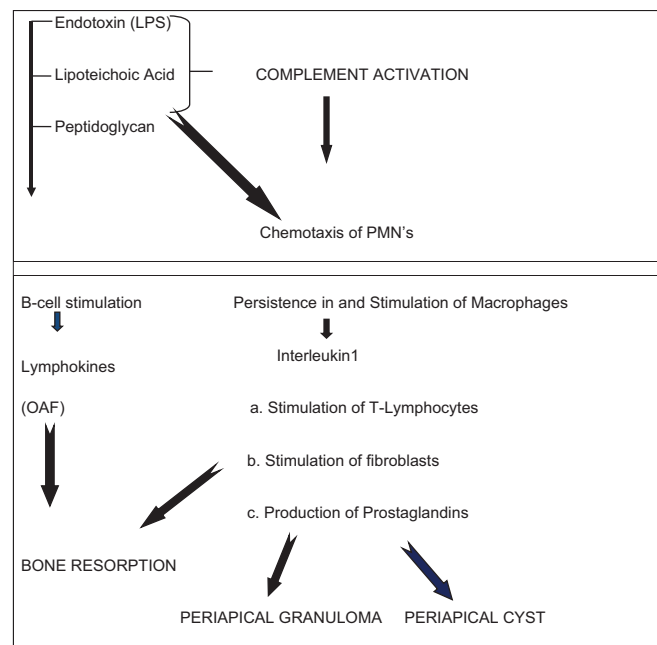 Endotoxin (LPS)
Lipoteichoic Acid COMPLEMENT ACTIVATION
Peptidoglycan
Chemotaxis of PMN's
B-cell stimulation Persistence in and Stimulation of Macrophages
Interleukin1
Lymphokines
(OAF) a. Stimulation of T-Lymphocytes
b. Stimulation of fibroblasts
c. Production of Prostaglandins
BONE RESORPTION
PERIAPICAL GRANULOMA PERIAPICAL CYST